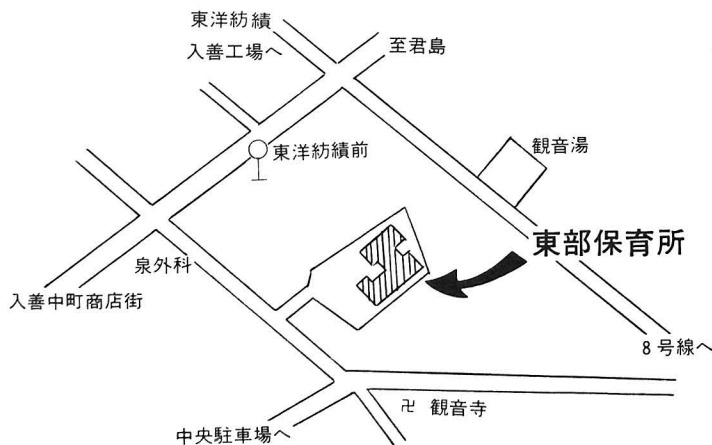 東洋紡績
入善工場へ
至君島
東洋紡績前
観音湯
東部保育所
泉外科
入善中町商店街
8号線へ
卍 観音寺
中央駐車場へ